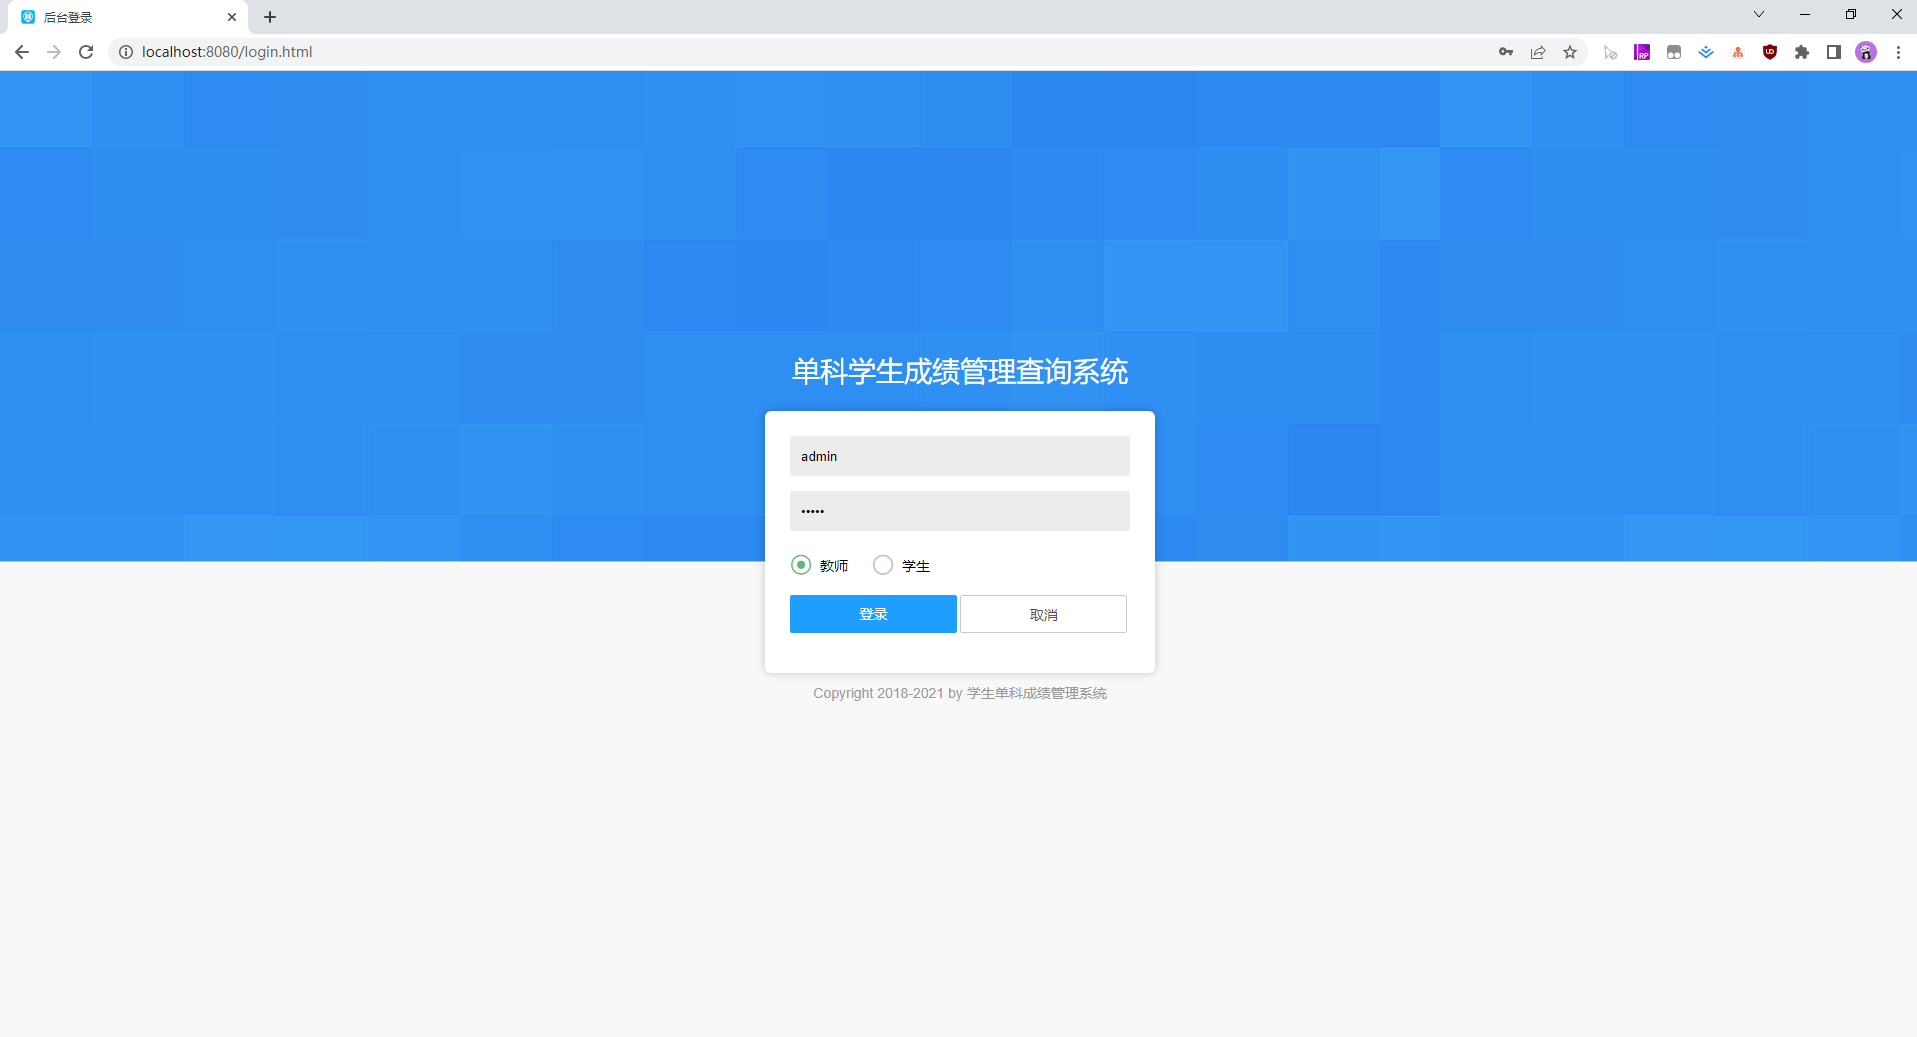 后台登录
localhost:8080/login.html
单科学生成绩管理查询系统
admin
•••••
教师 学生
登录 取消
Copyright 2018-2021 by 学生单科成绩管理系统